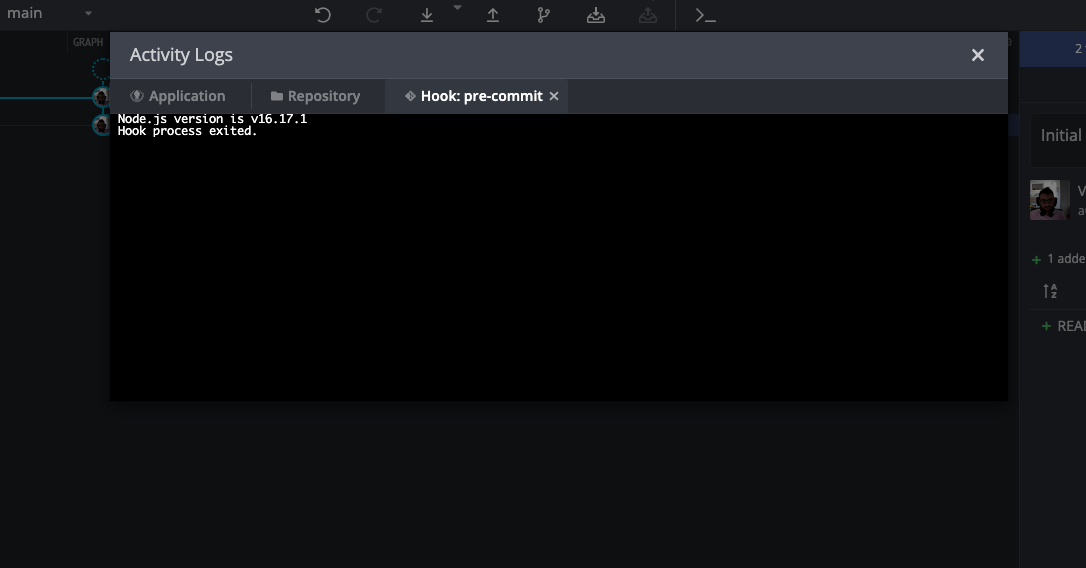 main
GRAPH
Activity Logs
Application
Repository
Hook: pre-commit
Node.js version is v16.17.1
Hook process exited.
2
Initial
1 adde
READ